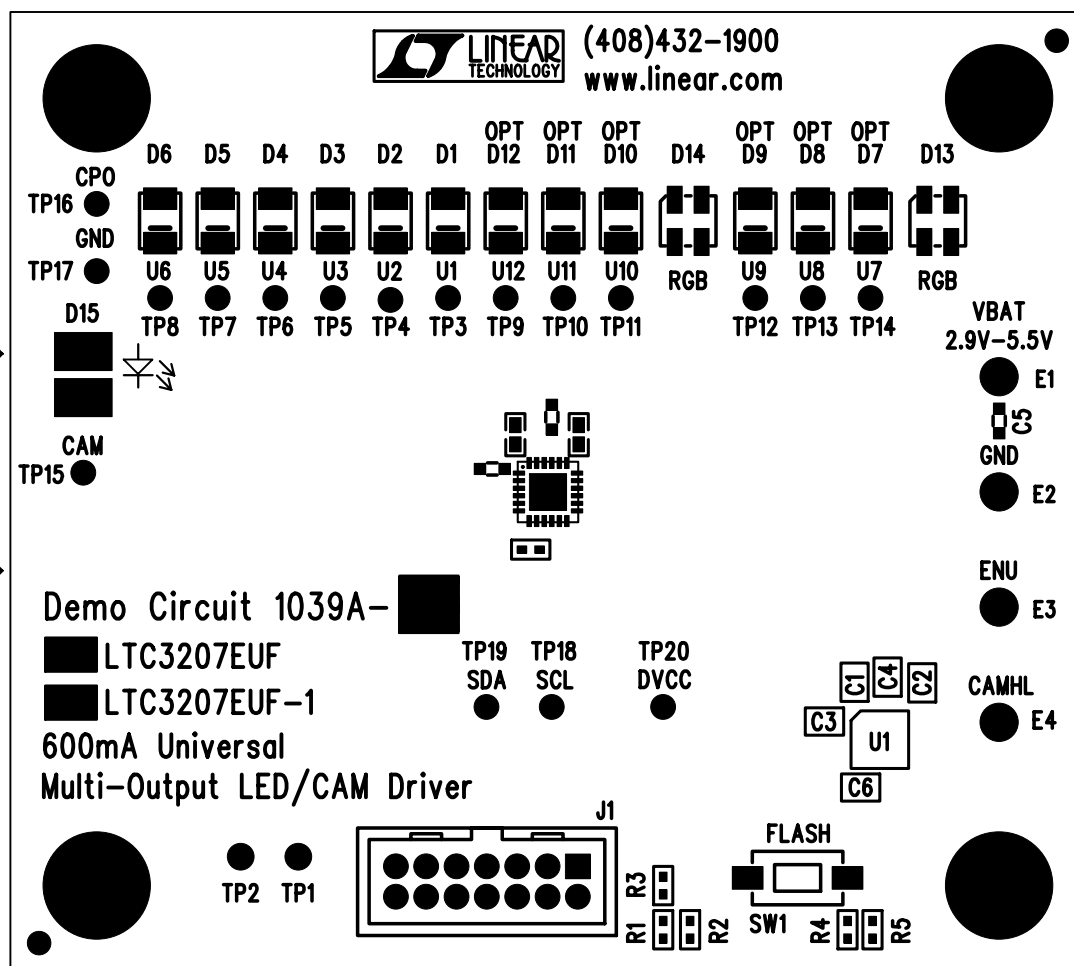 LINEAR
TECHNOLOGY
(408)432-1900
www.linear.com
OPT OPT OPT OPT OPT OPT
D6 D5 D4 D3 D2 D1 D12 D11 D10 D14 D9 D8 D7 D13
CPO
TP16
GND
TP17
U6 U5 U4 U3 U2 U1 U12 U11 U10 RGB U9 U8 U7 RGB
TP8 TP7 TP6 TP5 TP4 TP3 TP9 TP10 TP11 TP12 TP13 TP14
D15
VBAT
2.9V-5.5V
E1
C5
CAM
TP15
GND
E2
ENU
E3
Demo Circuit 1039A-
LTC3207EUF
LTC3207EUF-1
600mA Universal
Multi-Output LED/CAM Driver
TP19 TP18 TP20
SDA SCL DVCC
C1 C4 C2
C3
U1
C6
CAMHL
E4
J1
FLASH
TP2 TP1
R3
R1 R2
SW1
R4 R5